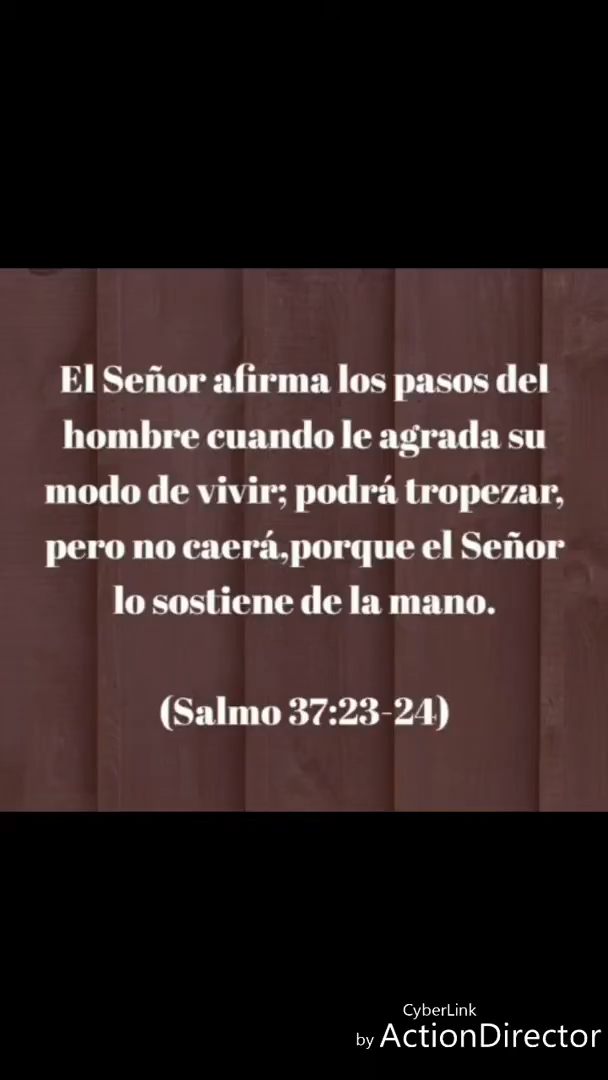 El Señor afirma los pasos del
hombre cuando le agrada su
modo de vivir; podrá tropezar,
pero no caerá,porque el Señor
lo sostiene de la mano.
(Salmo 37:23-24)
CyberLink
by ActionDirector